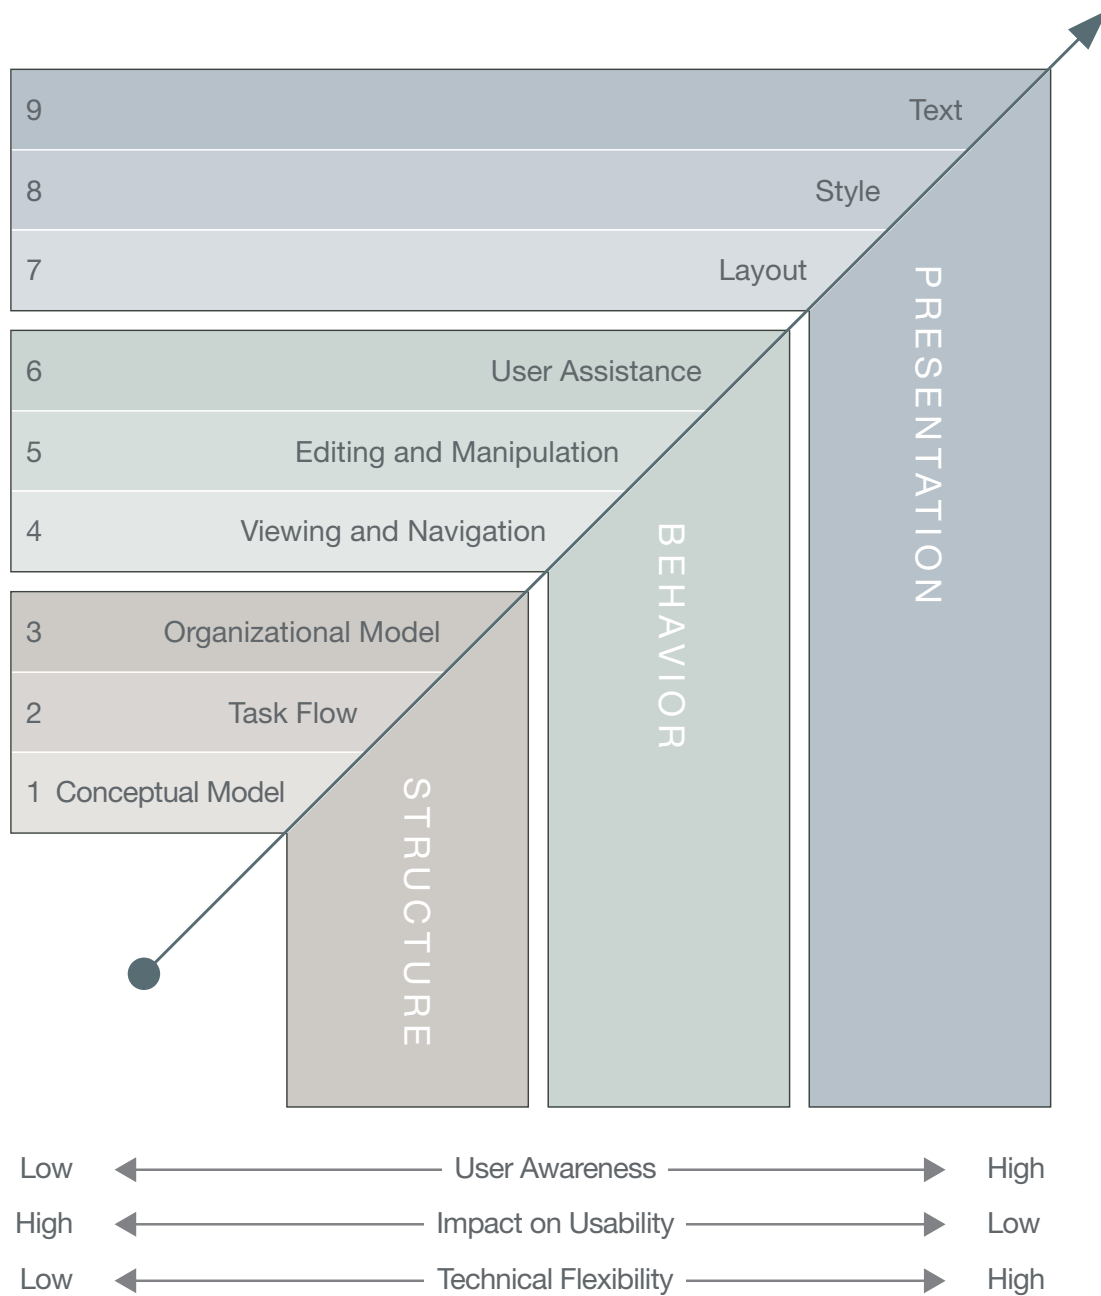 9 Text
8 Style
7 Layout
PRESENTATION
6 User Assistance
5 Editing and Manipulation
4 Viewing and Navigation
BEHAVIOR
3 Organizational Model
2 Task Flow
1 Conceptual Model
STRUCTURE
Low User Awareness High
High Impact on Usability Low
Low Technical Flexibility High